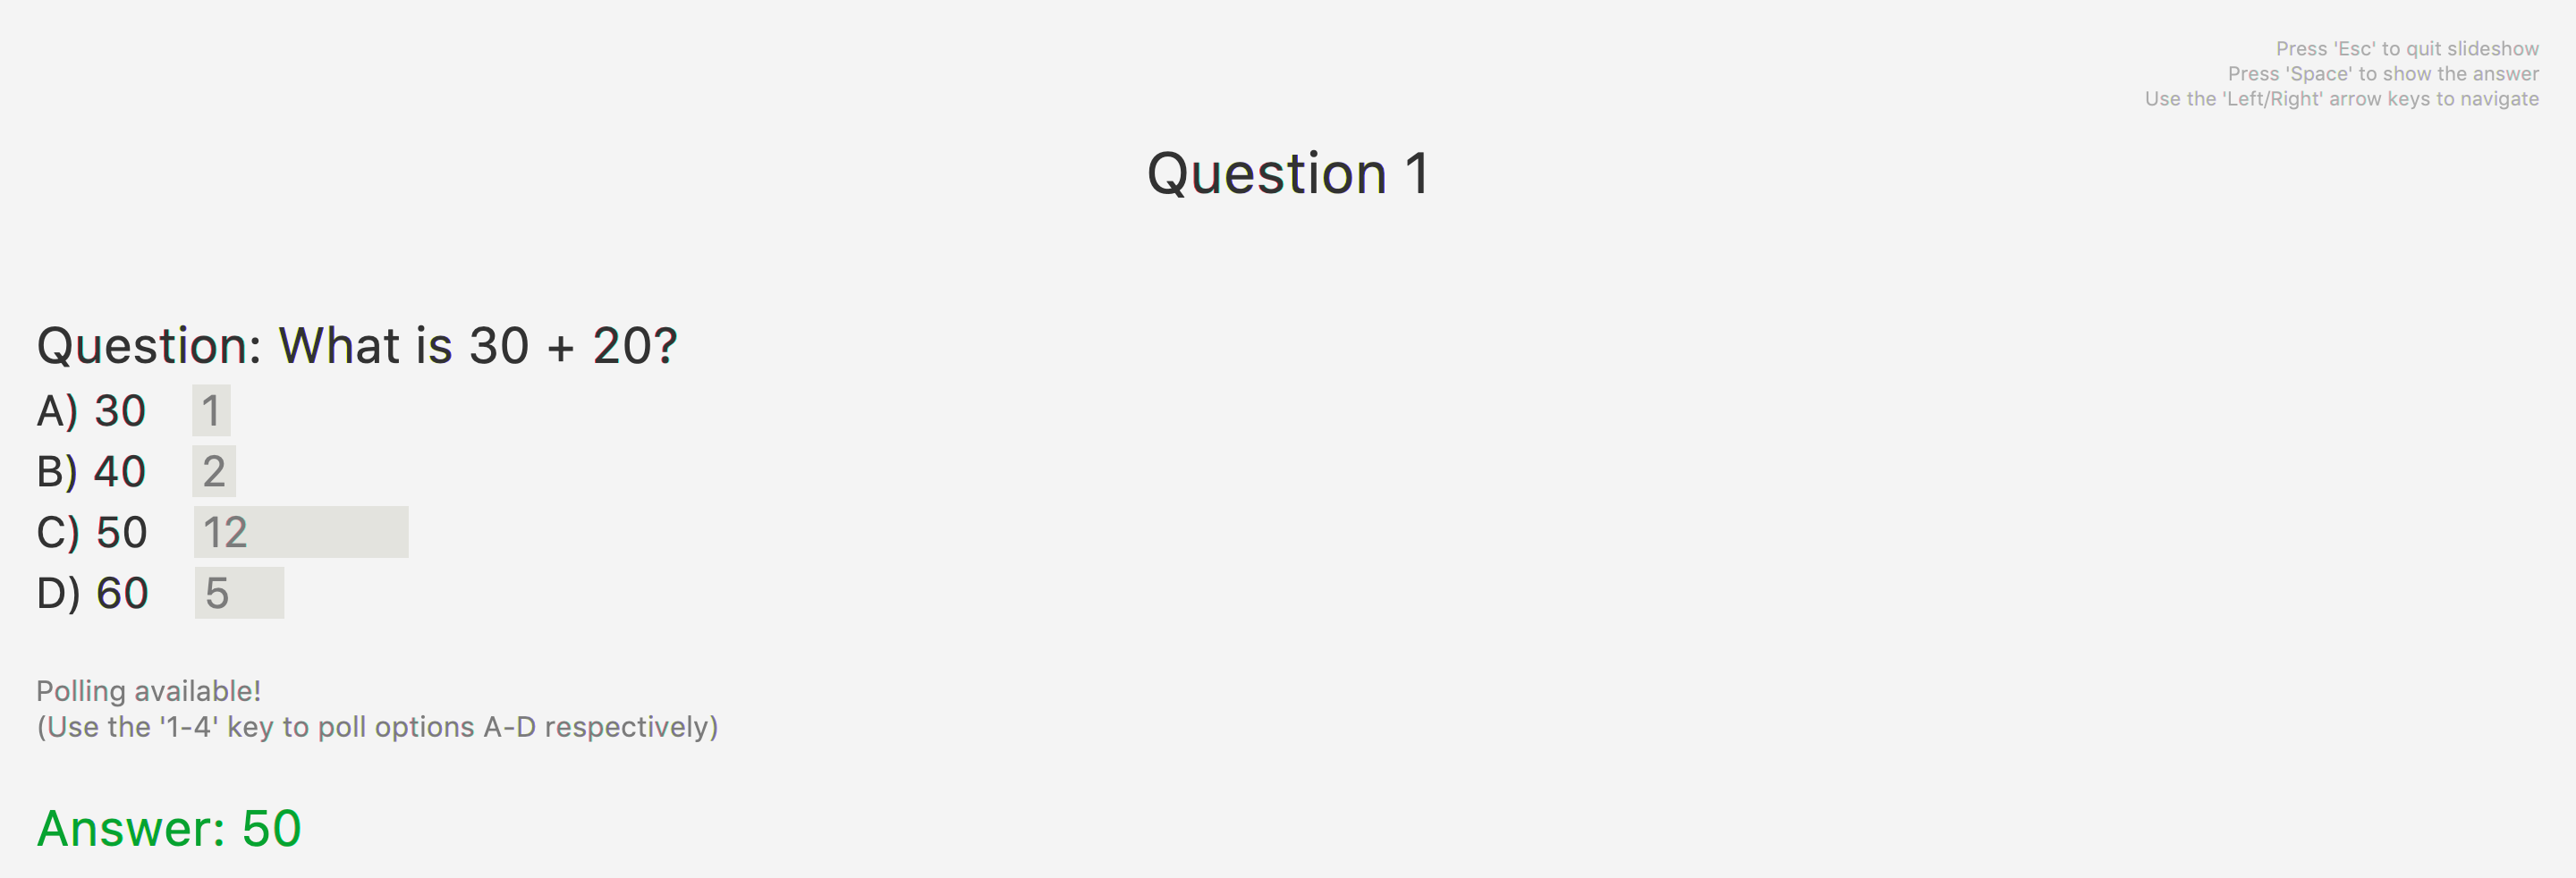 Press 'Esc' to quit slideshow
Press 'Space' to show the answer
Use the 'Left/Right' arrow keys to navigate
Question 1
Question: What is 30 + 20?
A) 30 1
B) 40 2
C) 50 12
D) 60 5
Polling available!
(Use the '1-4' key to poll options A-D respectively)
Answer: 50